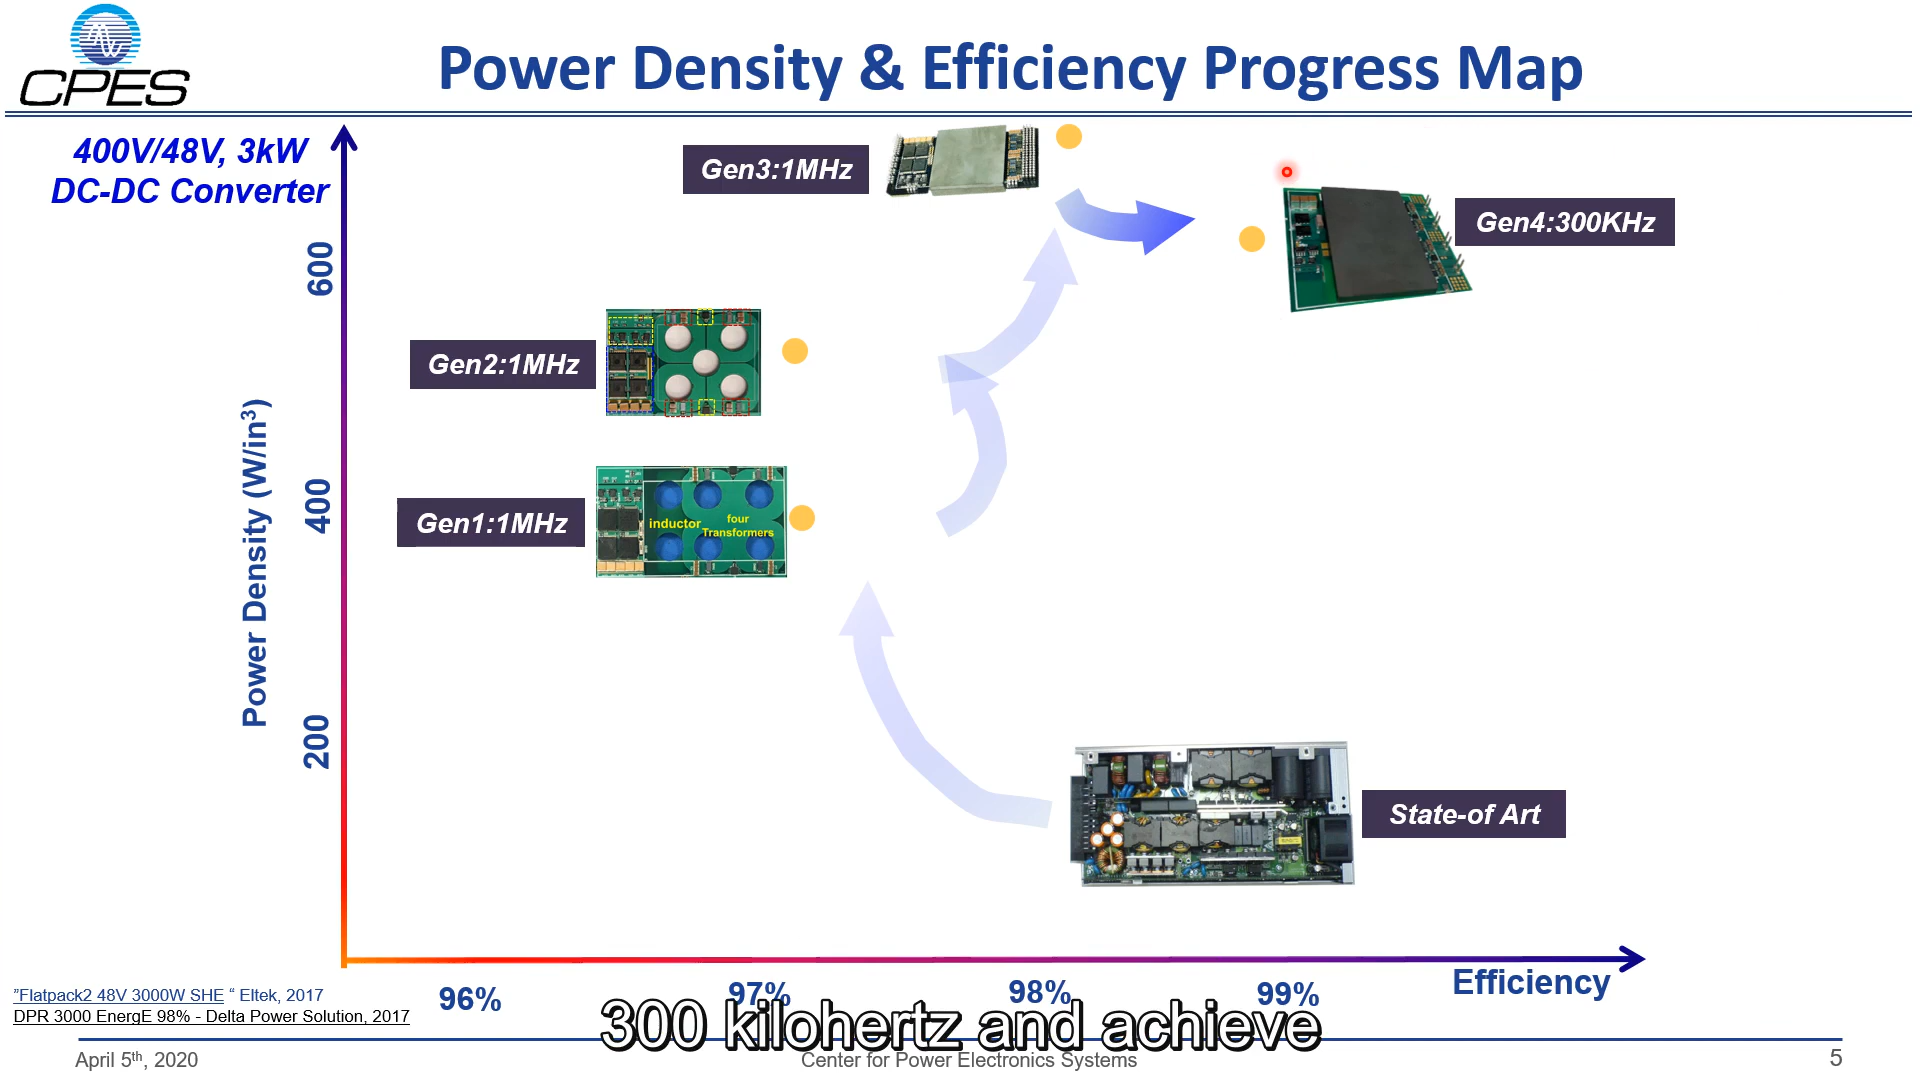 CPES
Power Density & Efficiency Progress Map
400V/48V, 3kW
DC-DC Converter
Gen3:1MHz
Gen4:300KHz
600
Gen2:1MHz
Power Density (W/in³)
400
Gen1:1MHz
inductor
four
Transformers
200
State-of Art
Efficiency
96%
97%
98%
99%
"Flatpack2 48V 3000W SHE “ Eltek, 2017
DPR 3000 EnergE 98% - Delta Power Solution, 2017
300 kilohertz and achieve
April 5th, 2020
Center for Power Electronics Systems
5